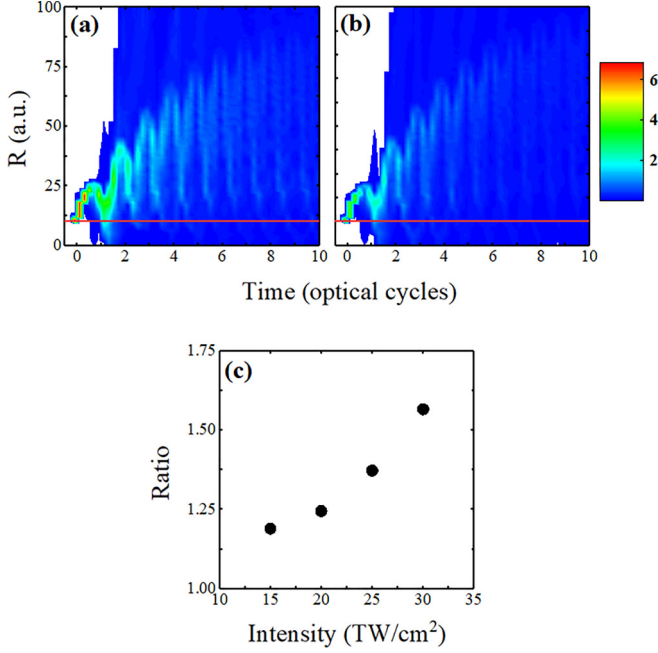 (a)
(b)
100
75
50
25
0
R (a.u.)
0 2 4 6 8 10
0 2 4 6 8 10
6
4
2
Time (optical cycles)
(c)
1.75
1.50
1.25
1.00
Ratio
10 15 20 25 30 35
Intensity (TW/cm²)